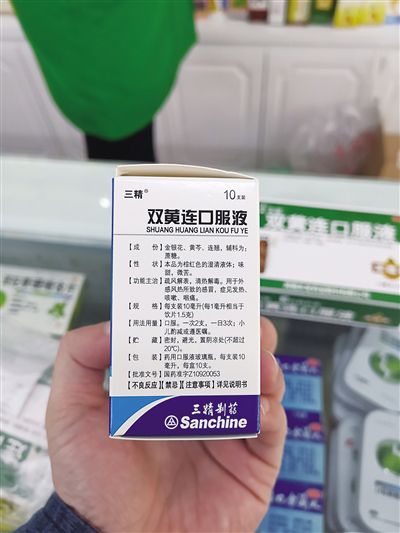 三精®
10支装
双黄连口服液
SHUANG HUANG LIAN KOU FU YE
【成份】金银花、黄芩、连翘,辅料为:
蔗糖。
【性状】本品为棕红色的澄清液体;味
甜,微苦。
【功能主治】疏风解表,清热解毒。用于外
感风热所致的感冒,症见发热、
咳嗽、咽痛。
【规格】每支装10毫升(每1毫升相当于
饮片1.5克)
【用法用量】口服。一次2支,一日3次;小
儿酌减或遵医嘱。
【贮藏】密封,避光,置阴凉处(不超过
20℃)。
【包装】药用口服液玻璃瓶,每支装10
毫升,每盒10支。
批准文号 国药准字Z10920053
【不良反应】【禁忌】【注意事项】详见说明书
三精制药
Sanchine
双黄连口服液